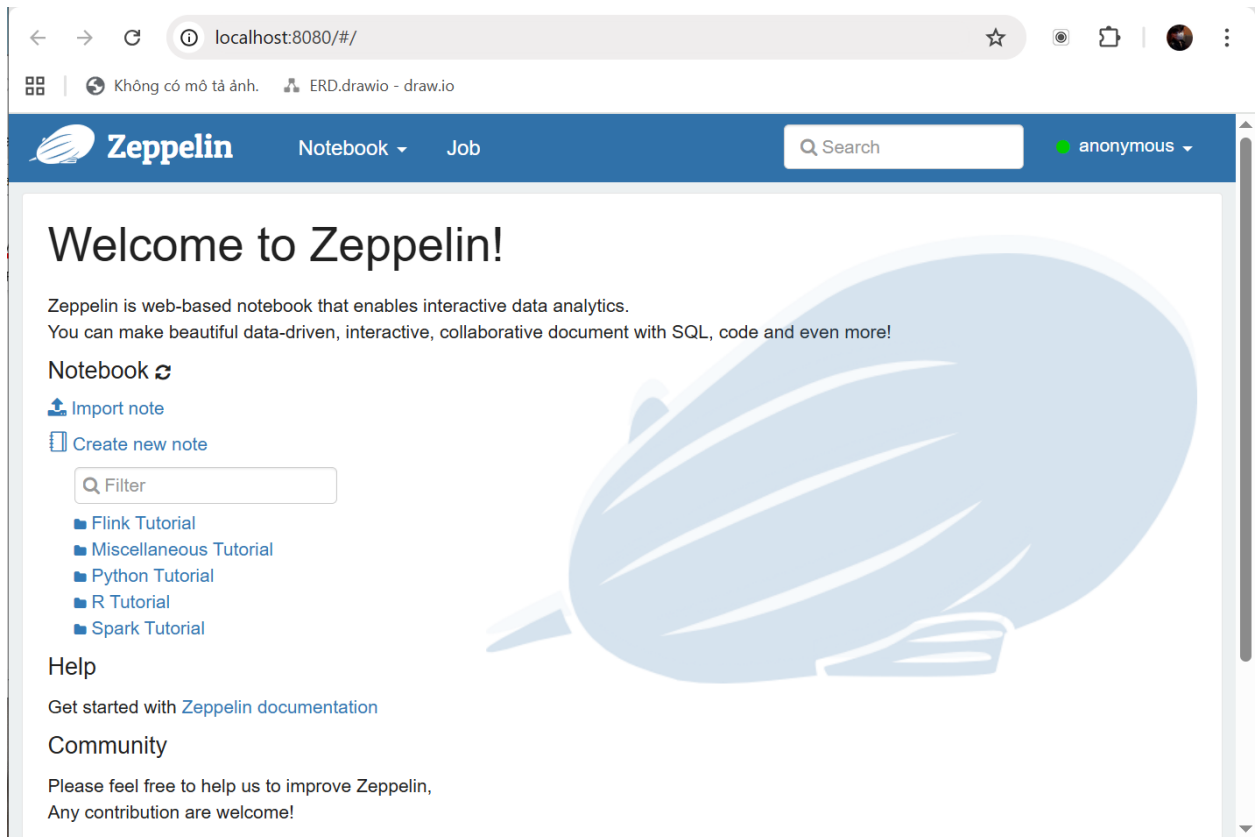 localhost:8080/#/
Không có mô tả ảnh. ERD.drawio - draw.io
Zeppelin Notebook Job Search anonymous
Welcome to Zeppelin!
Zeppelin is web-based notebook that enables interactive data analytics.
You can make beautiful data-driven, interactive, collaborative document with SQL, code and even more!
Notebook
Import note
Create new note
Filter
Flink Tutorial
Miscellaneous Tutorial
Python Tutorial
R Tutorial
Spark Tutorial
Help
Get started with Zeppelin documentation
Community
Please feel free to help us to improve Zeppelin,
Any contribution are welcome!